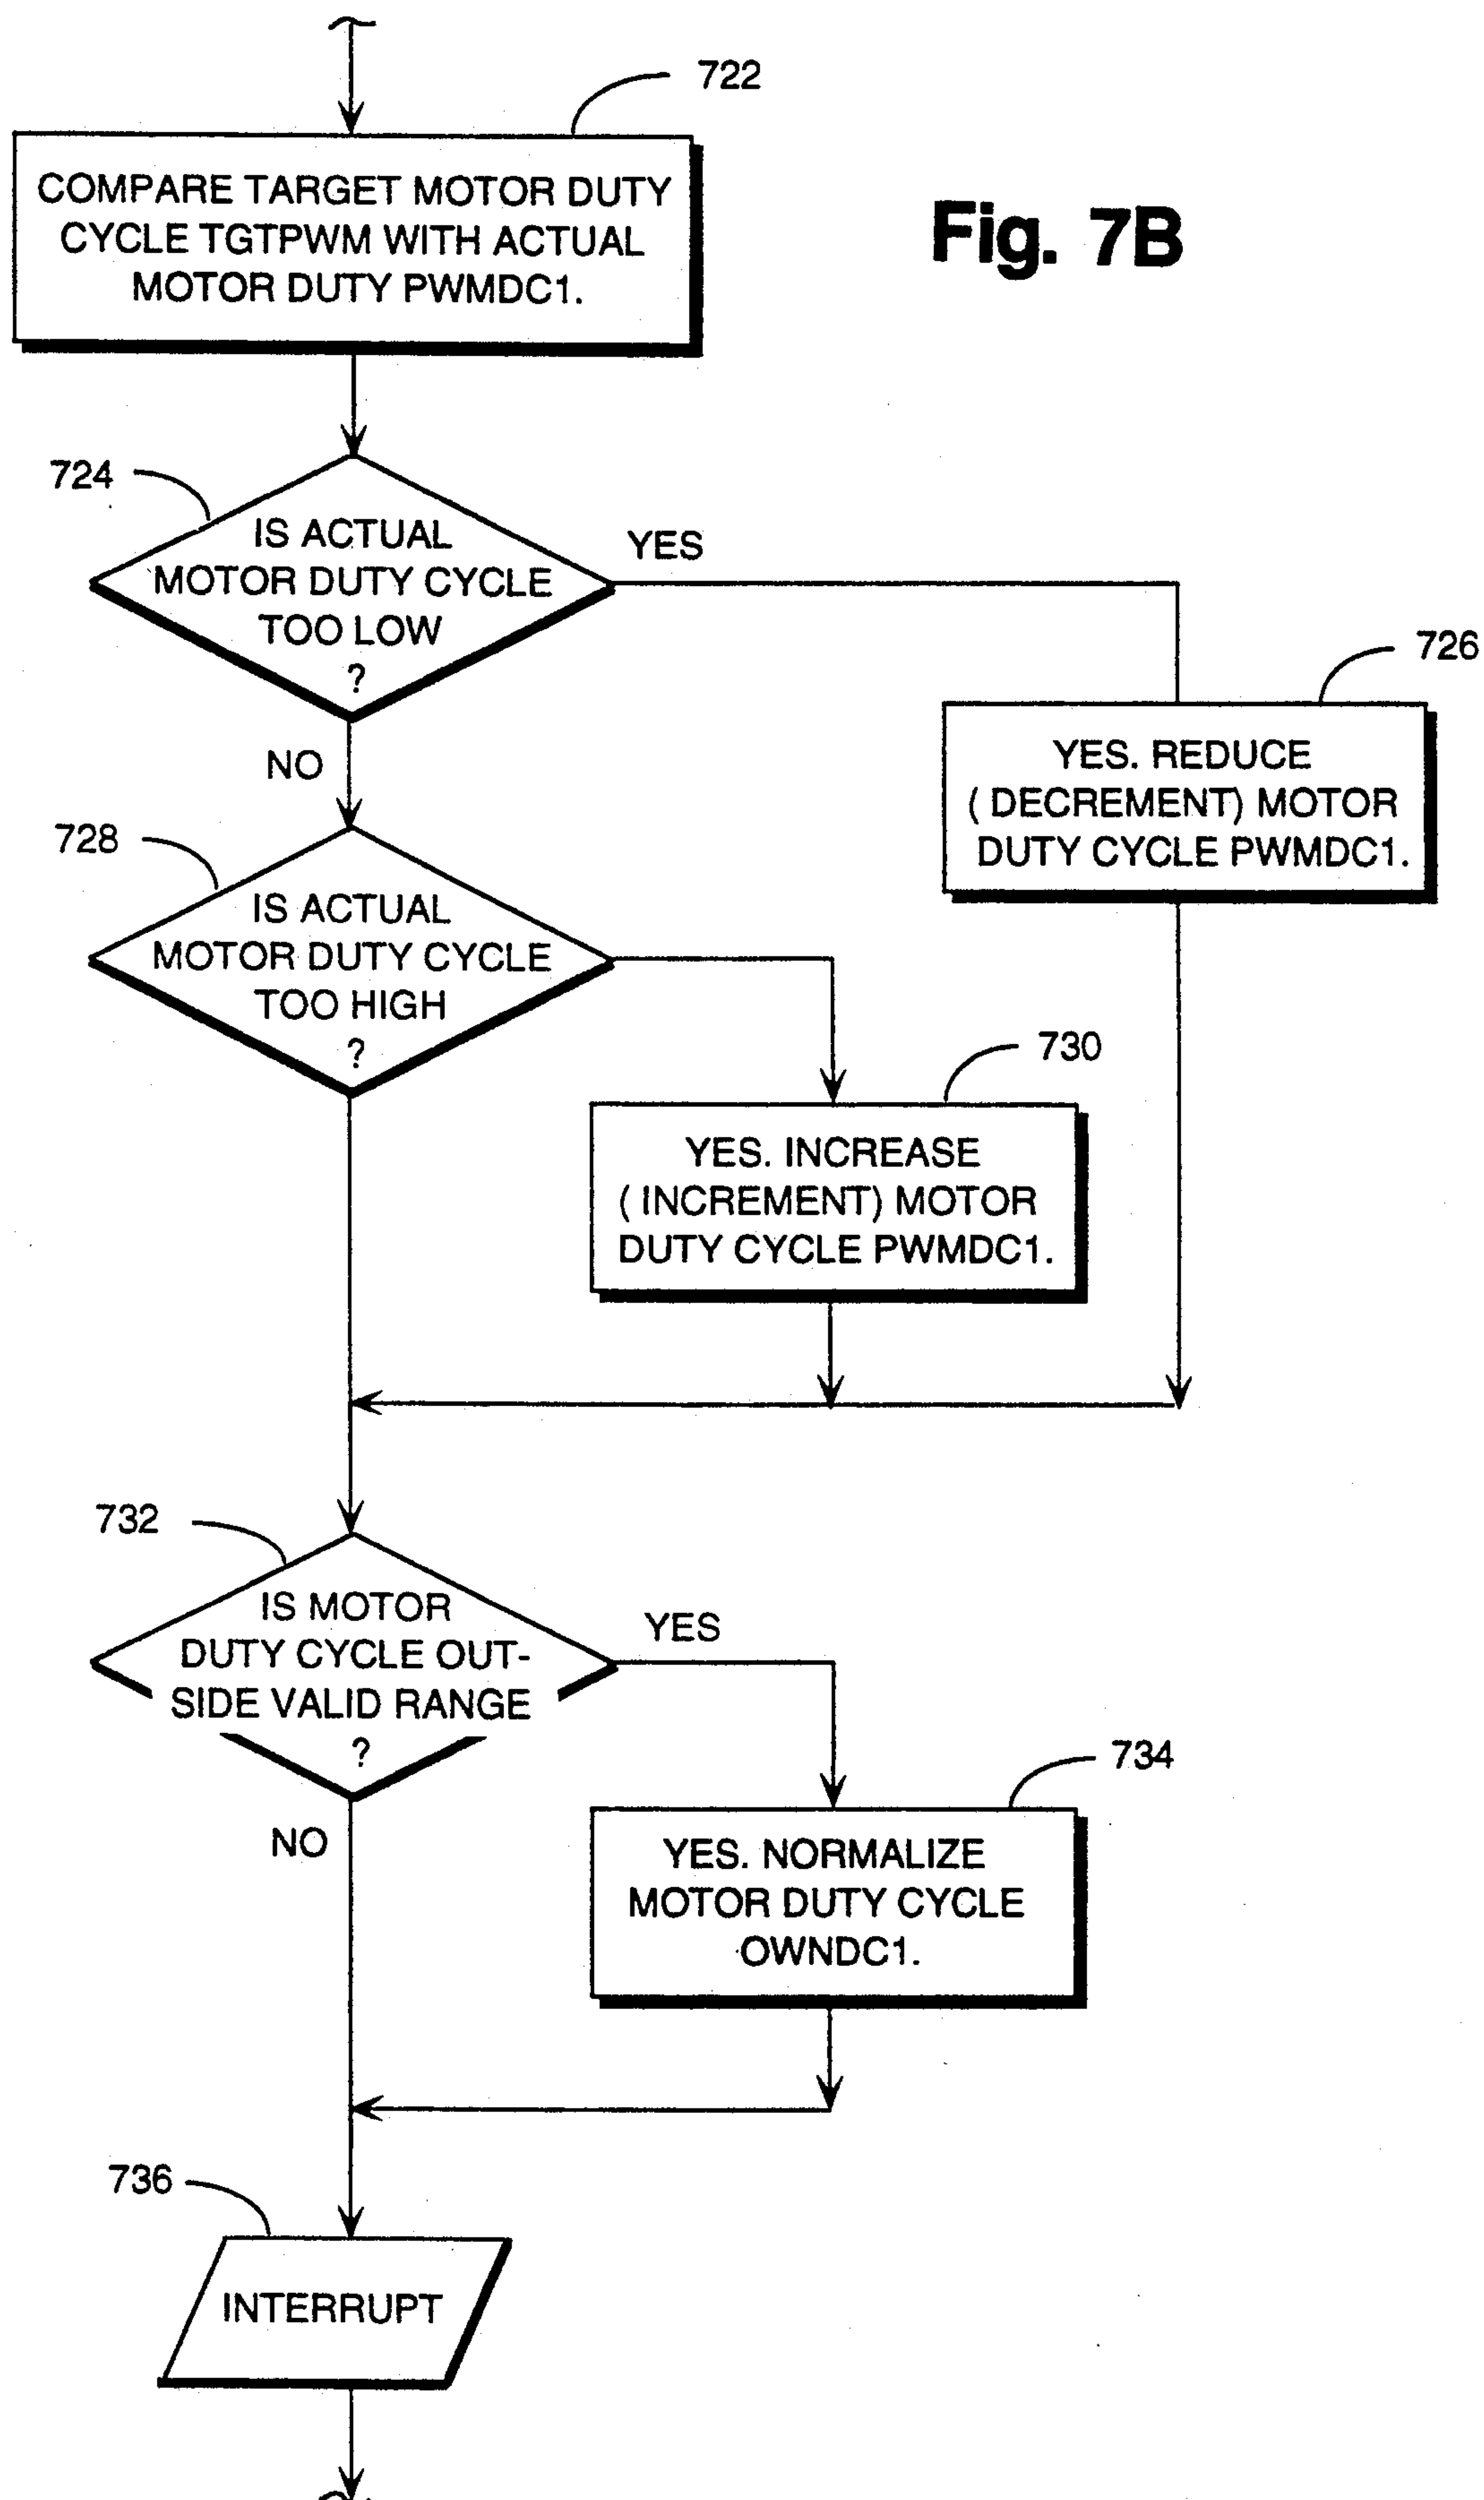 722
COMPARE TARGET MOTOR DUTY
CYCLE TGTPWM WITH ACTUAL
MOTOR DUTY PWMDC1.
Fig. 7B
724
IS ACTUAL
MOTOR DUTY CYCLE
TOO LOW
?
YES
NO
726
YES. REDUCE
( DECREMENT) MOTOR
DUTY CYCLE PWMDC1.
728
IS ACTUAL
MOTOR DUTY CYCLE
TOO HIGH
?
730
YES. INCREASE
( INCREMENT) MOTOR
DUTY CYCLE PWMDC1.
732
IS MOTOR
DUTY CYCLE OUT-
SIDE VALID RANGE
?
YES
NO
734
YES. NORMALIZE
MOTOR DUTY CYCLE
OWNDC1.
736
INTERRUPT